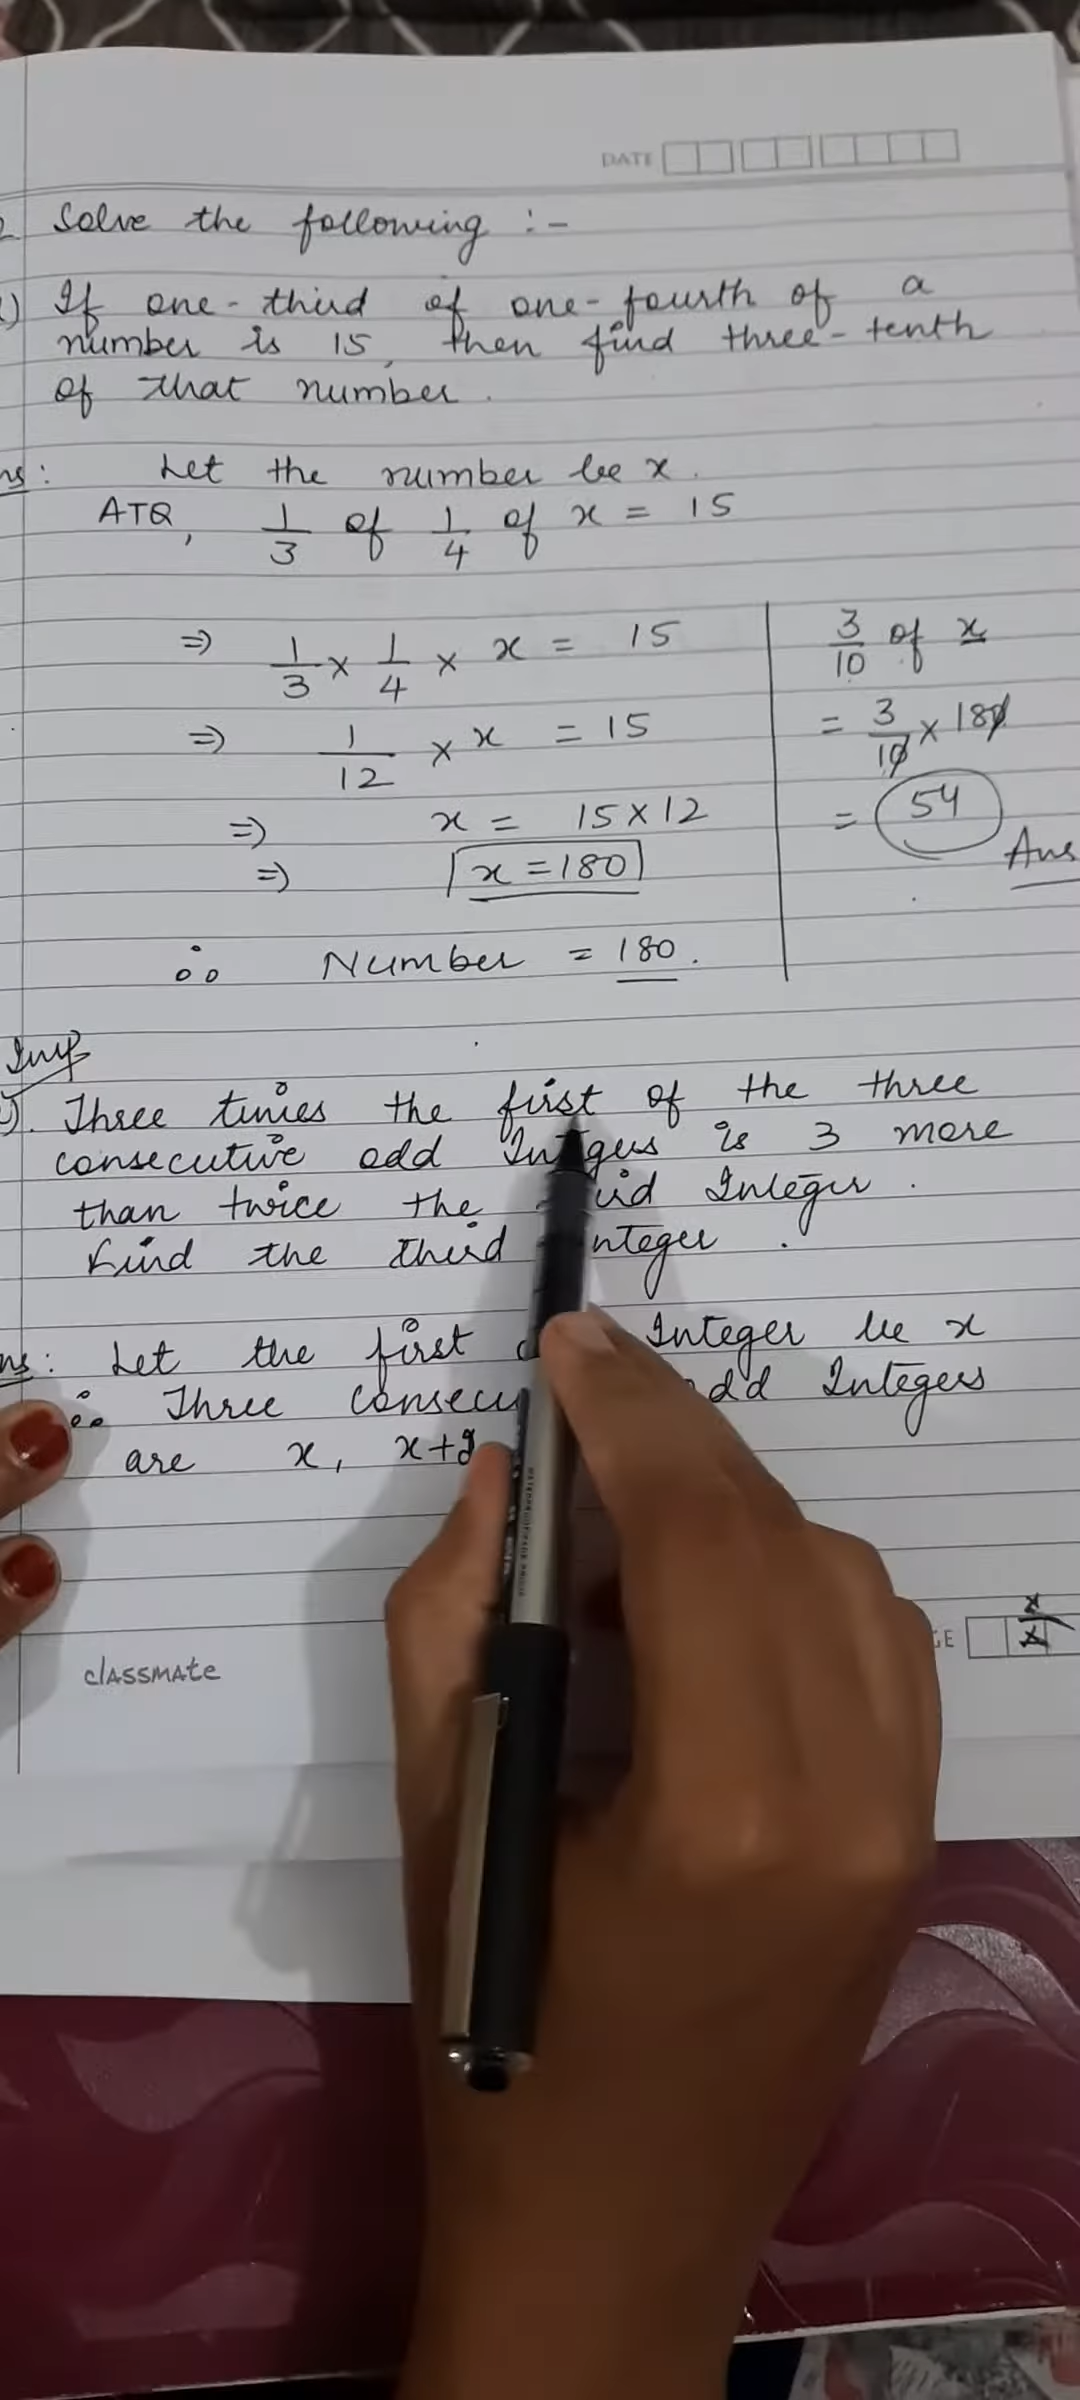 DATE
Solve the following :-
) If one-third of one-fourth of a
number is 15, then find three-tenth
of that number.
ns: Let the number be x.
ATQ, 1/3 of 1/4 of x = 15
⇒ 1/3 × 1/4 × x = 15
⇒ 1/12 × x = 15
⇒ x = 15 × 12
⇒ x = 180
∴ Number = 180.
3/10 of x
= 3/10 × 180
= 54
Ans
Imp
). Three times the first of the three
consecutive odd Integers is 3 more
than twice the Integer.
Find the third nteger.
ns: Let the first Integer be x
∴ Three consecu dd Integers
are x, x+2
classmate
GE